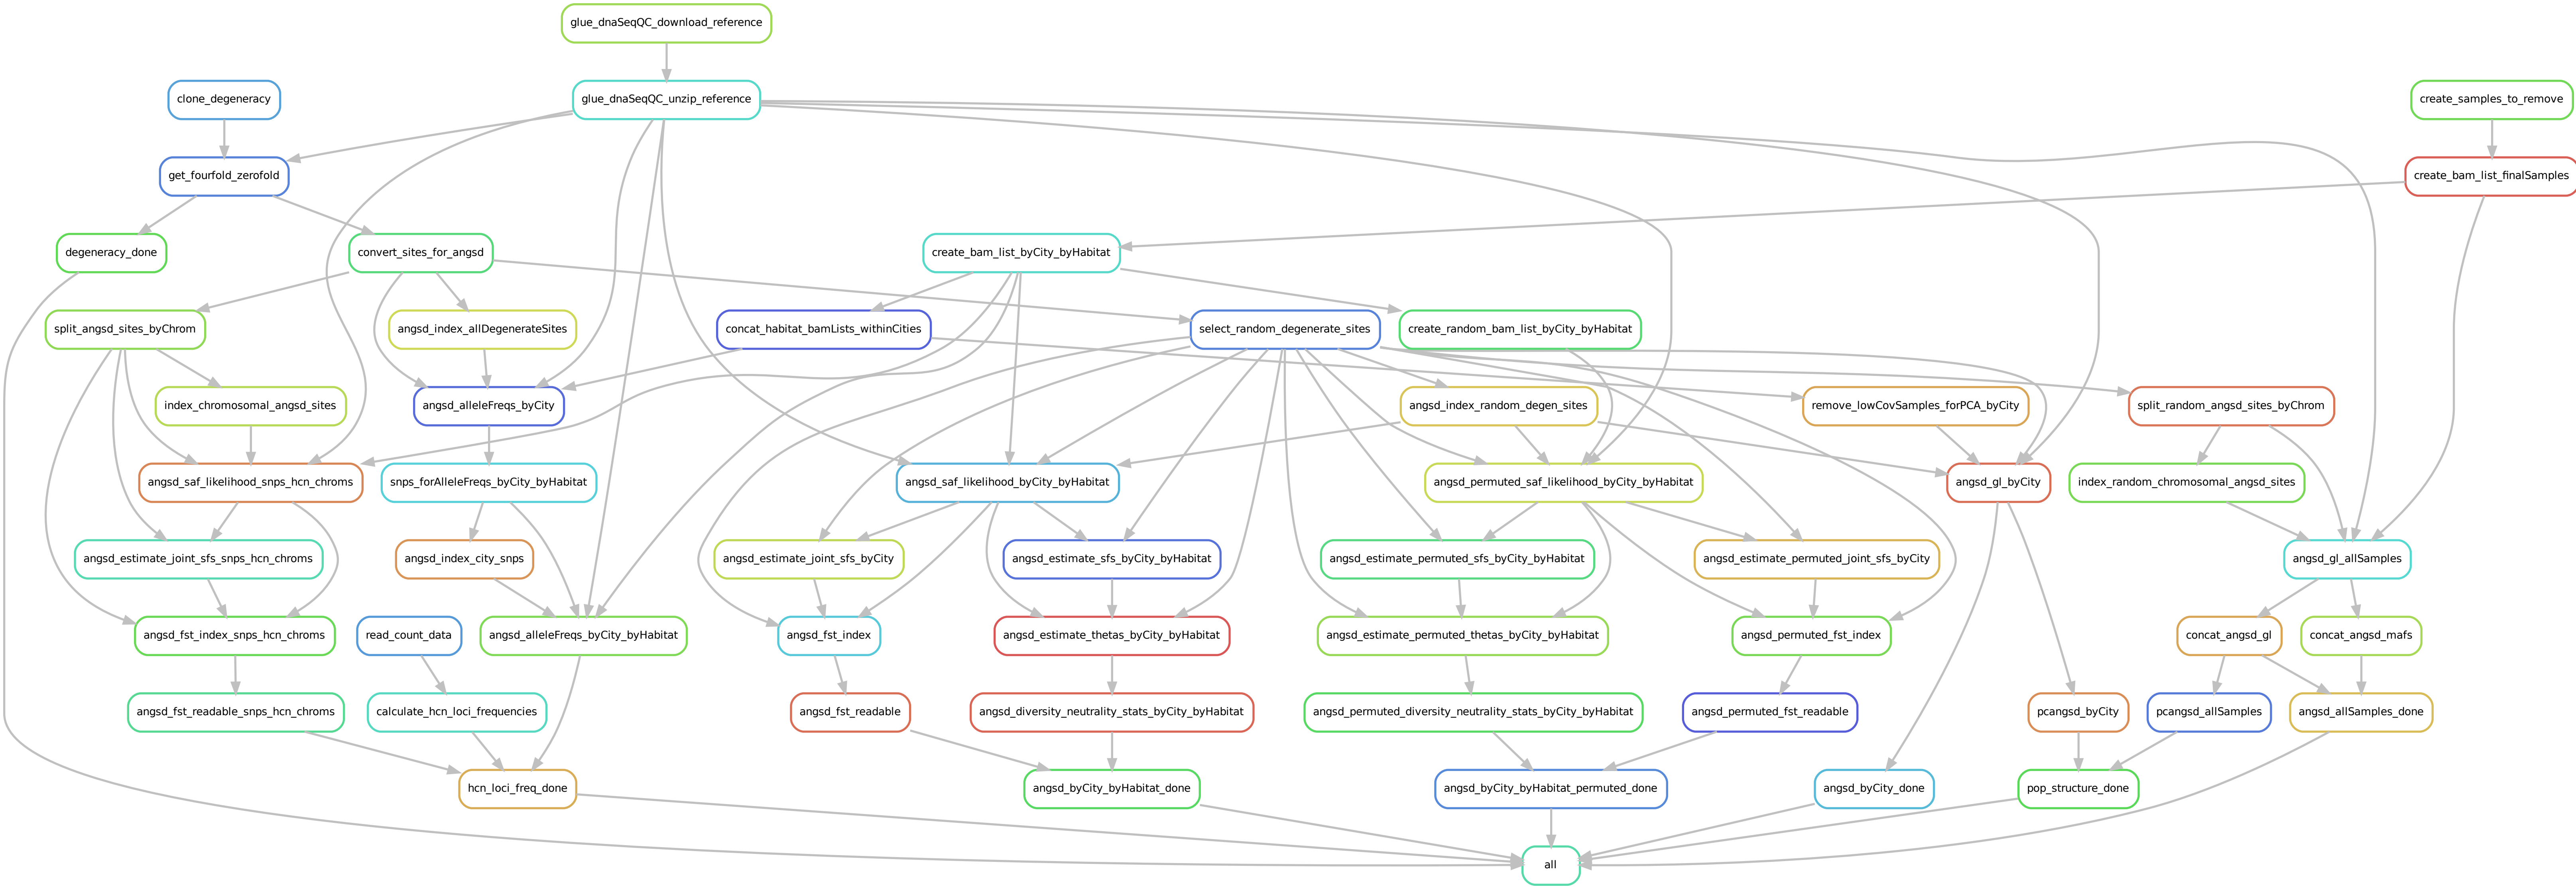 glue_dnaSeqQC_download_reference
clone_degeneracy
glue_dnaSeqQC_unzip_reference
create_samples_to_remove
get_fourfold_zerofold
create_bam_list_finalSamples
degeneracy_done
convert_sites_for_angsd
create_bam_list_byCity_byHabitat
split_angsd_sites_byChrom
angsd_index_allDegenerateSites
concat_habitat_bamLists_withinCities
select_random_degenerate_sites
create_random_bam_list_byCity_byHabitat
index_chromosomal_angsd_sites
angsd_alleleFreqs_byCity
angsd_index_random_degen_sites
remove_lowCovSamples_forPCA_byCity
split_random_angsd_sites_byChrom
angsd_saf_likelihood_snps_hcn_chroms
snps_forAlleleFreqs_byCity_byHabitat
angsd_saf_likelihood_byCity_byHabitat
angsd_permuted_saf_likelihood_byCity_byHabitat
angsd_gl_byCity
index_random_chromosomal_angsd_sites
angsd_estimate_joint_sfs_snps_hcn_chroms
angsd_index_city_snps
angsd_estimate_joint_sfs_byCity
angsd_estimate_sfs_byCity_byHabitat
angsd_estimate_permuted_sfs_byCity_byHabitat
angsd_estimate_permuted_joint_sfs_byCity
angsd_gl_allSamples
angsd_fst_index_snps_hcn_chroms
read_count_data
angsd_alleleFreqs_byCity_byHabitat
angsd_fst_index
angsd_estimate_thetas_byCity_byHabitat
angsd_estimate_permuted_thetas_byCity_byHabitat
angsd_permuted_fst_index
concat_angsd_gl
concat_angsd_mafs
angsd_fst_readable_snps_hcn_chroms
calculate_hcn_loci_frequencies
angsd_fst_readable
angsd_diversity_neutrality_stats_byCity_byHabitat
angsd_permuted_diversity_neutrality_stats_byCity_byHabitat
angsd_permuted_fst_readable
pcangsd_byCity
pcangsd_allSamples
angsd_allSamples_done
hcn_loci_freq_done
angsd_byCity_byHabitat_done
angsd_byCity_byHabitat_permuted_done
angsd_byCity_done
pop_structure_done
all